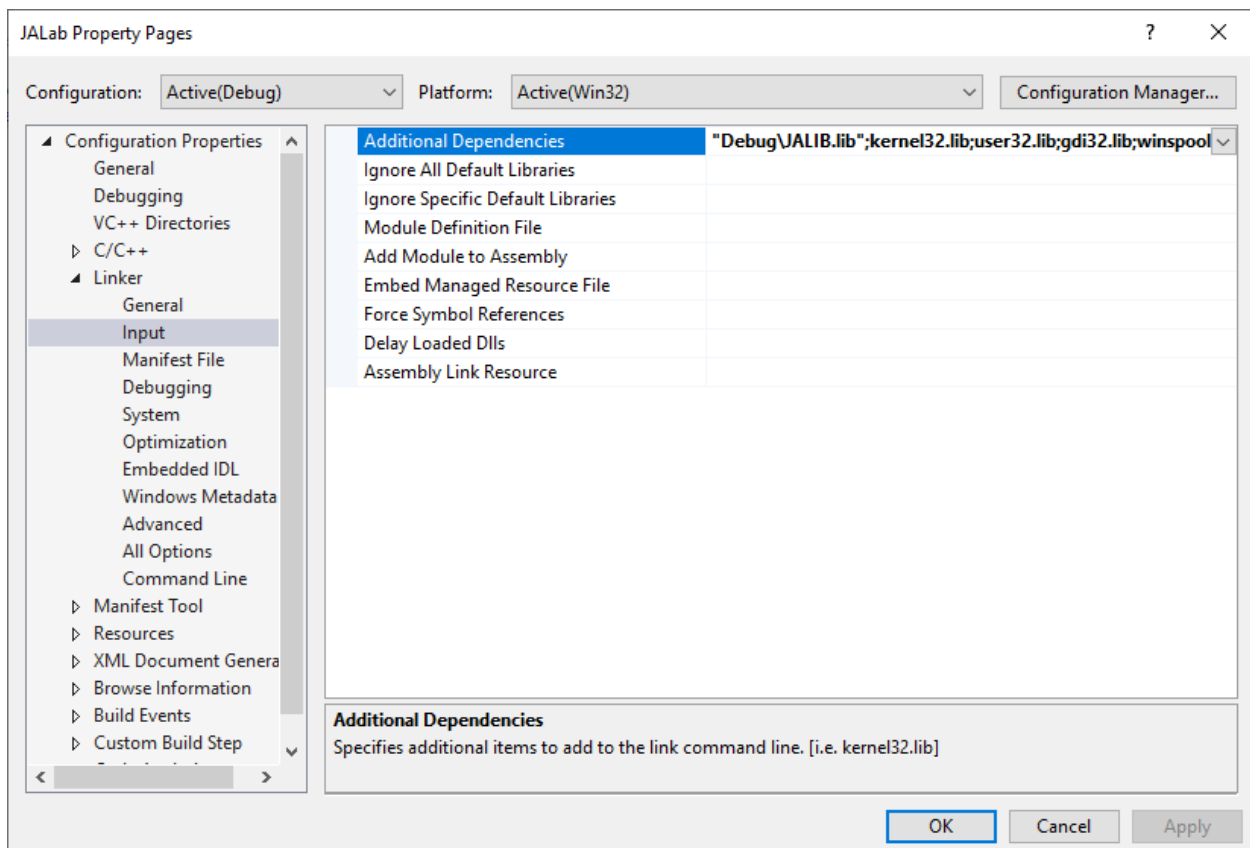 JALab Property Pages
?
Configuration: Active(Debug) Platform: Active(Win32) Configuration Manager...
Configuration Properties
General
Debugging
VC++ Directories
C/C++
Linker
General
Input
Manifest File
Debugging
System
Optimization
Embedded IDL
Windows Metadata
Advanced
All Options
Command Line
Manifest Tool
Resources
XML Document Genera
Browse Information
Build Events
Custom Build Step
Additional Dependencies "Debug\JALIB.lib";kernel32.lib;user32.lib;gdi32.lib;winspool
Ignore All Default Libraries
Ignore Specific Default Libraries
Module Definition File
Add Module to Assembly
Embed Managed Resource File
Force Symbol References
Delay Loaded Dlls
Assembly Link Resource
Additional Dependencies
Specifies additional items to add to the link command line. [i.e. kernel32.lib]
OK Cancel Apply